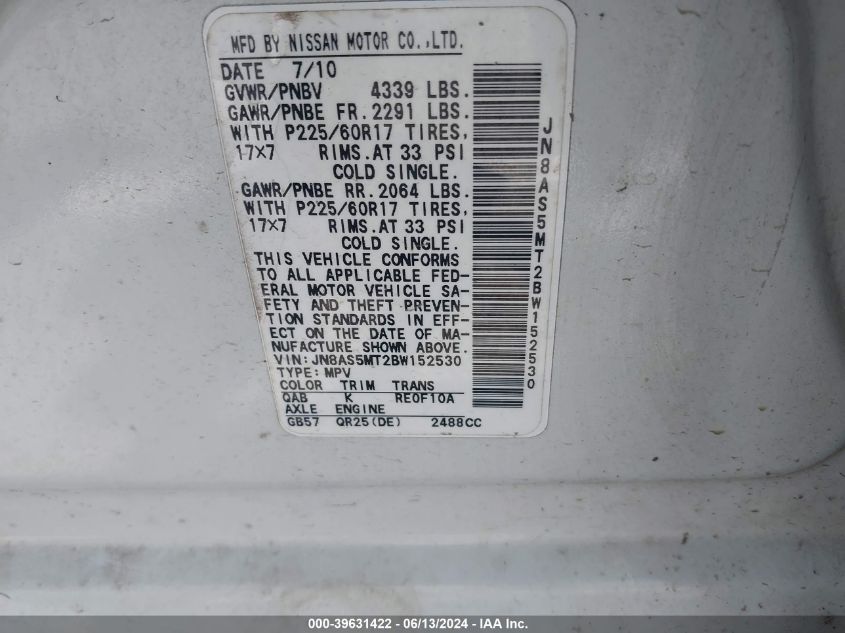 MFD BY NISSAN MOTOR CO.,LTD.
DATE 7/10
GVWR/PNBV 4339 LBS.
GAWR/PNBE FR. 2291 LBS.
WITH P225/60R17 TIRES,
17X7 RIMS.AT 33 PSI
COLD SINGLE.
GAWR/PNBE RR. 2064 LBS.
WITH P225/60R17 TIRES,
17X7 RIMS.AT 33 PSI
COLD SINGLE.
THIS VEHICLE CONFORMS
TO ALL APPLICABLE FED-
ERAL MOTOR VEHICLE SA-
FETY AND THEFT PREVEN-
TION STANDARDS IN EFF-
ECT ON THE DATE OF MA-
NUFACTURE SHOWN ABOVE.
VIN:JN8AS5MT2BW152530
TYPE:MPV
COLOR TRIM TRANS
QAB K RE0F10A
AXLE ENGINE
GB57 QR25(DE) 2488CC
JN8AS5MT2BW152530
000-39631422 - 06/13/2024 - IAA Inc.